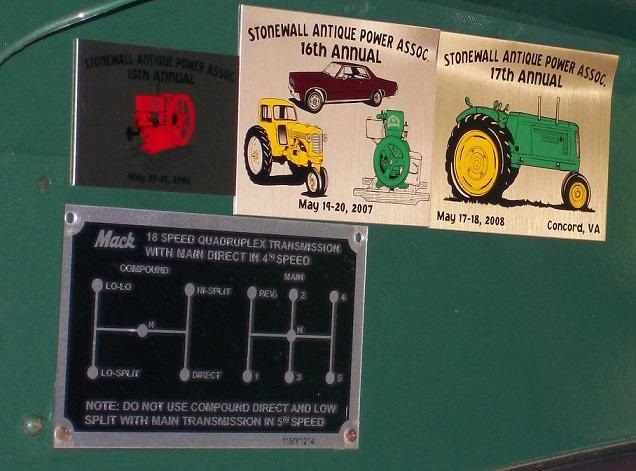 STONEWALL ANTIQUE POWER ASSOC.
15th ANNUAL
May
STONEWALL ANTIQUE POWER ASSOC.
16th ANNUAL
May 19-20, 2007
STONEWALL ANTIQUE POWER ASSOC.
17th ANNUAL
May 17-18, 2008
Concord, VA
Mack 18 SPEED QUADRUPLEX TRANSMISSION
WITH MAIN DIRECT IN 4TH SPEED
COMPOUND MAIN
LO-LO HI-SPLIT REV. 2 4
N N
LO-SPLIT DIRECT 1 3 5
NOTE: DO NOT USE COMPOUND DIRECT AND LOW
SPLIT WITH MAIN TRANSMISSION IN 5TH SPEED
11MY1214